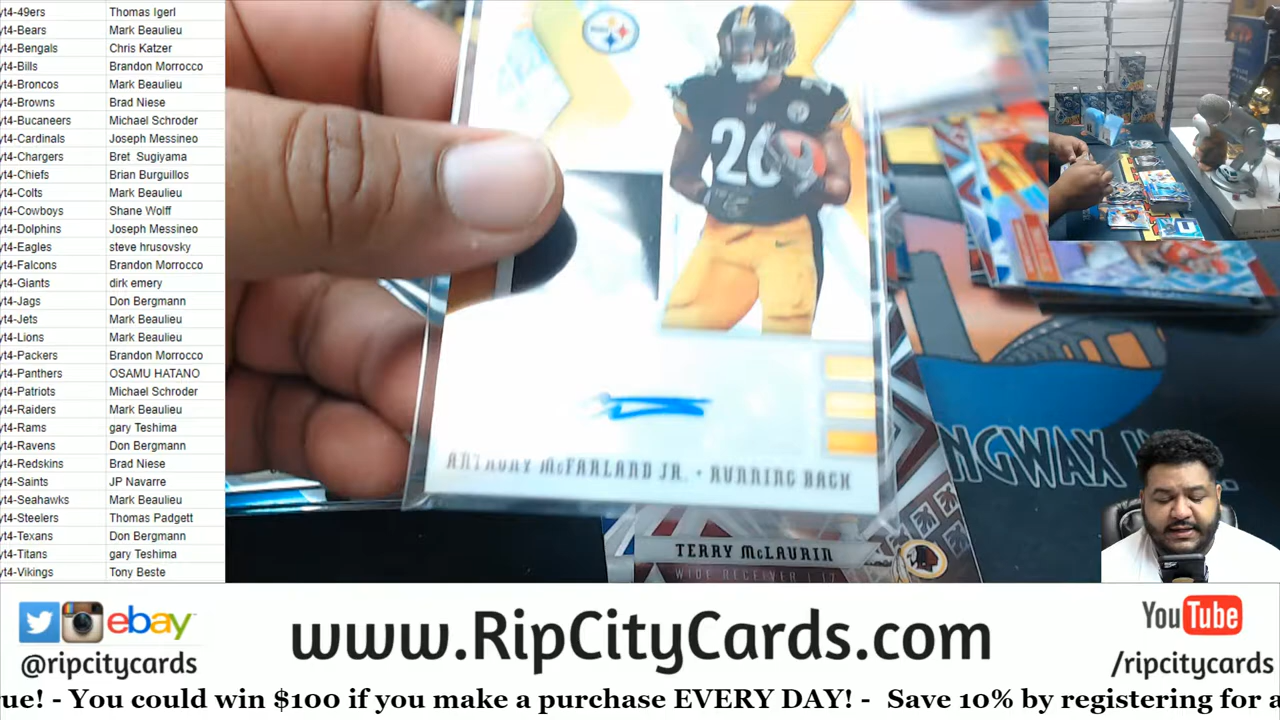 yt4-49ers Thomas Igerl
yt4-Bears Mark Beaulieu
yt4-Bengals Chris Katzer
yt4-Bills Brandon Morrocco
yt4-Broncos Mark Beaulieu
yt4-Browns Brad Niese
yt4-Bucaneers Michael Schroder
yt4-Cardinals Joseph Messineo
yt4-Chargers Bret Sugiyama
yt4-Chiefs Brian Burguillos
yt4-Colts Mark Beaulieu
yt4-Cowboys Shane Wolff
yt4-Dolphins Joseph Messineo
yt4-Eagles steve hrusovsky
yt4-Falcons Brandon Morrocco
yt4-Giants dirk emery
yt4-Jags Don Bergmann
yt4-Jets Mark Beaulieu
yt4-Lions Mark Beaulieu
yt4-Packers Brandon Morrocco
yt4-Panthers OSAMU HATANO
yt4-Patriots Michael Schroder
yt4-Raiders Mark Beaulieu
yt4-Rams gary Teshima
yt4-Ravens Don Bergmann
yt4-Redskins Brad Niese
yt4-Saints JP Navarre
yt4-Seahawks Mark Beaulieu
yt4-Steelers Thomas Padgett
yt4-Texans Don Bergmann
yt4-Titans gary Teshima
yt4-Vikings Tony Beste
Steelers
26
ANTHONY McFARLAND JR. • RUNNING BACK
TERRY McLAURIN
WIDE RECEIVER | 17
NGWAX
ebay
@ripcitycards
www.RipCityCards.com
YouTube
/ripcitycards
ue! - You could win $100 if you make a purchase EVERY DAY! - Save 10% by registering for a